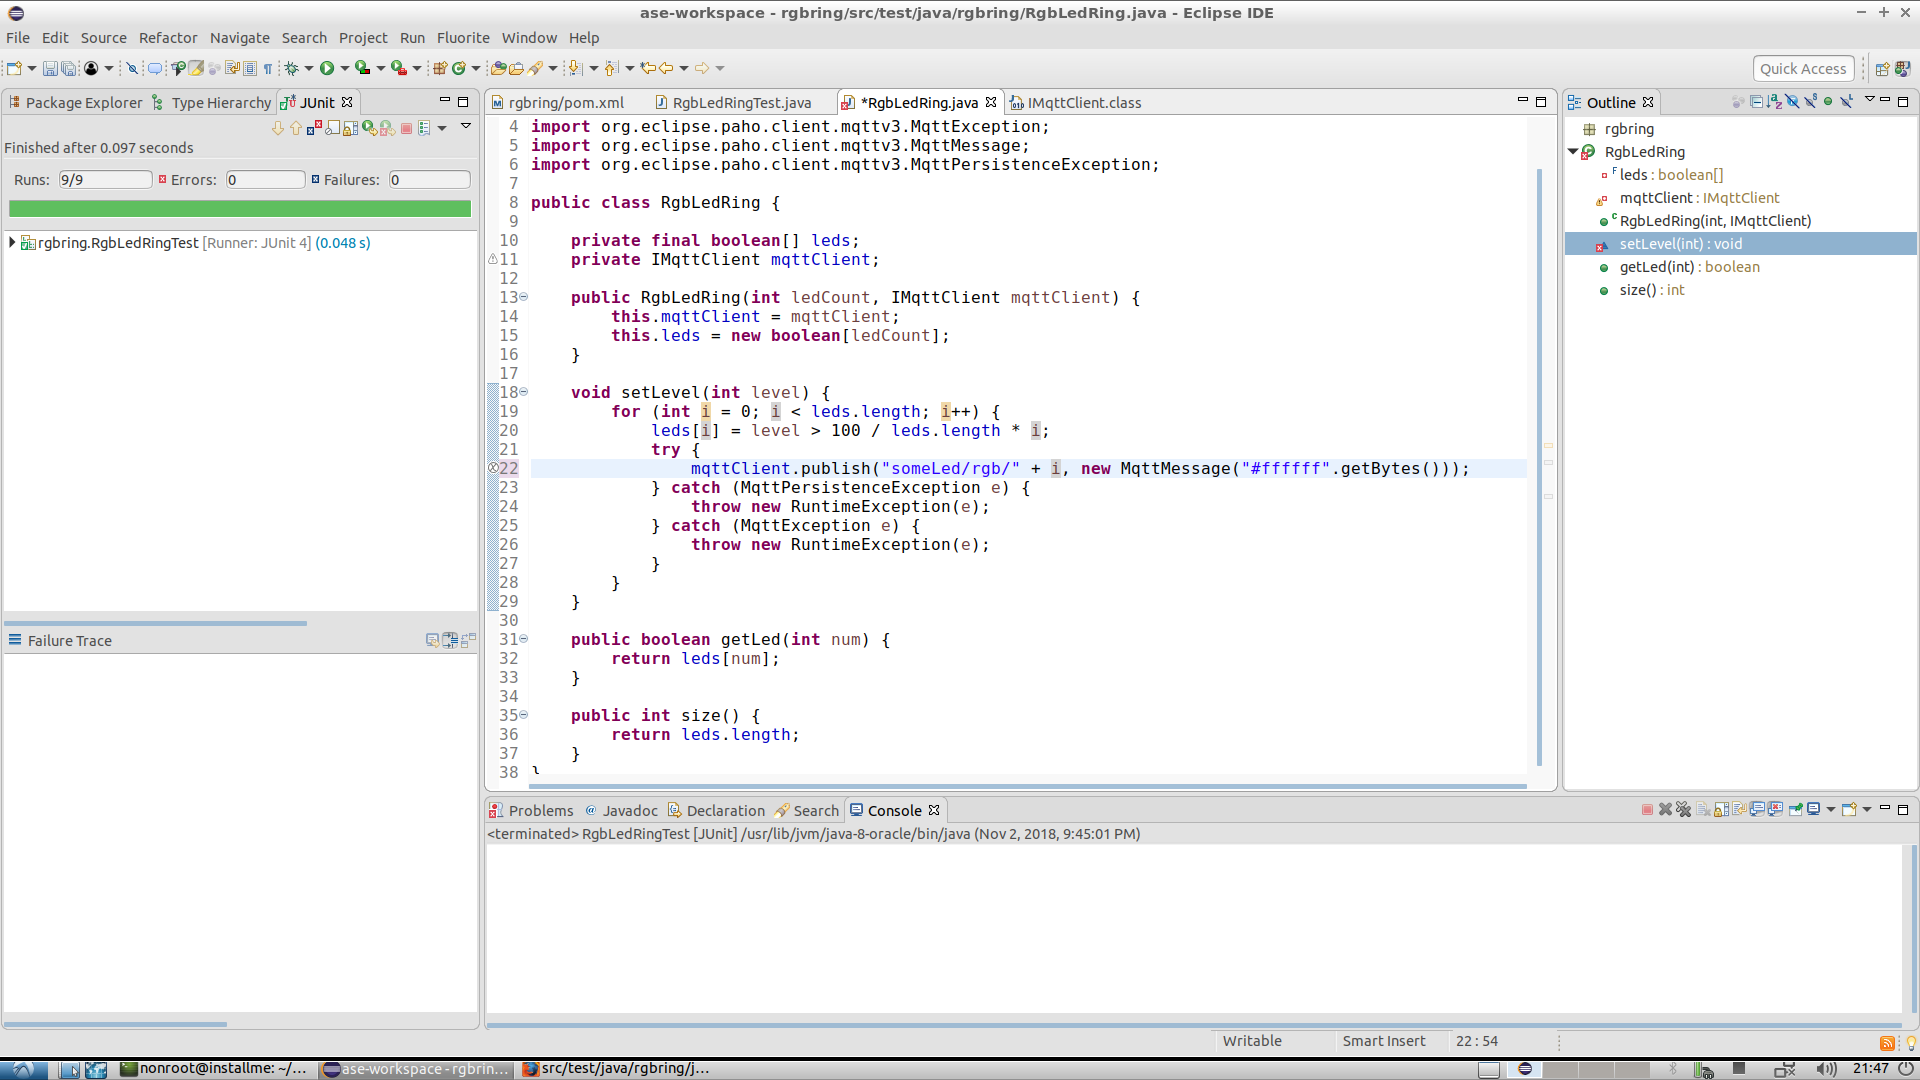 ase-workspace - rgbring/src/test/java/rgbring/RgbLedRing.java - Eclipse IDE
File Edit Source Refactor Navigate Search Project Run Fluorite Window Help
Quick Access
Package Explorer Type Hierarchy JUnit
Finished after 0.097 seconds
Runs: 9/9 Errors: 0 Failures: 0
rgbring.RgbLedRingTest [Runner: JUnit 4] (0.048 s)
Failure Trace
rgbring/pom.xml RgbLedRingTest.java *RgbLedRing.java IMqttClient.class
4 import org.eclipse.paho.client.mqttv3.MqttException;
5 import org.eclipse.paho.client.mqttv3.MqttMessage;
6 import org.eclipse.paho.client.mqttv3.MqttPersistenceException;
7
8 public class RgbLedRing {
9
10     private final boolean[] leds;
11     private IMqttClient mqttClient;
12
13     public RgbLedRing(int ledCount, IMqttClient mqttClient) {
14         this.mqttClient = mqttClient;
15         this.leds = new boolean[ledCount];
16     }
17
18     void setLevel(int level) {
19         for (int i = 0; i < leds.length; i++) {
20             leds[i] = level > 100 / leds.length * i;
21             try {
22                 mqttClient.publish("someLed/rgb/" + i, new MqttMessage("#ffffff".getBytes()));
23             } catch (MqttPersistenceException e) {
24                 throw new RuntimeException(e);
25             } catch (MqttException e) {
26                 throw new RuntimeException(e);
27             }
28         }
29     }
30
31     public boolean getLed(int num) {
32         return leds[num];
33     }
34
35     public int size() {
36         return leds.length;
37     }
38 }
Outline
rgbring
RgbLedRing
leds : boolean[]
mqttClient : IMqttClient
RgbLedRing(int, IMqttClient)
setLevel(int) : void
getLed(int) : boolean
size() : int
Problems Javadoc Declaration Search Console
<terminated> RgbLedRingTest [JUnit] /usr/lib/jvm/java-8-oracle/bin/java (Nov 2, 2018, 9:45:01 PM)
Writable Smart Insert 22 : 54
nonroot@installme: ~/... ase-workspace - rgbrin... src/test/java/rgbring/j... 21:47